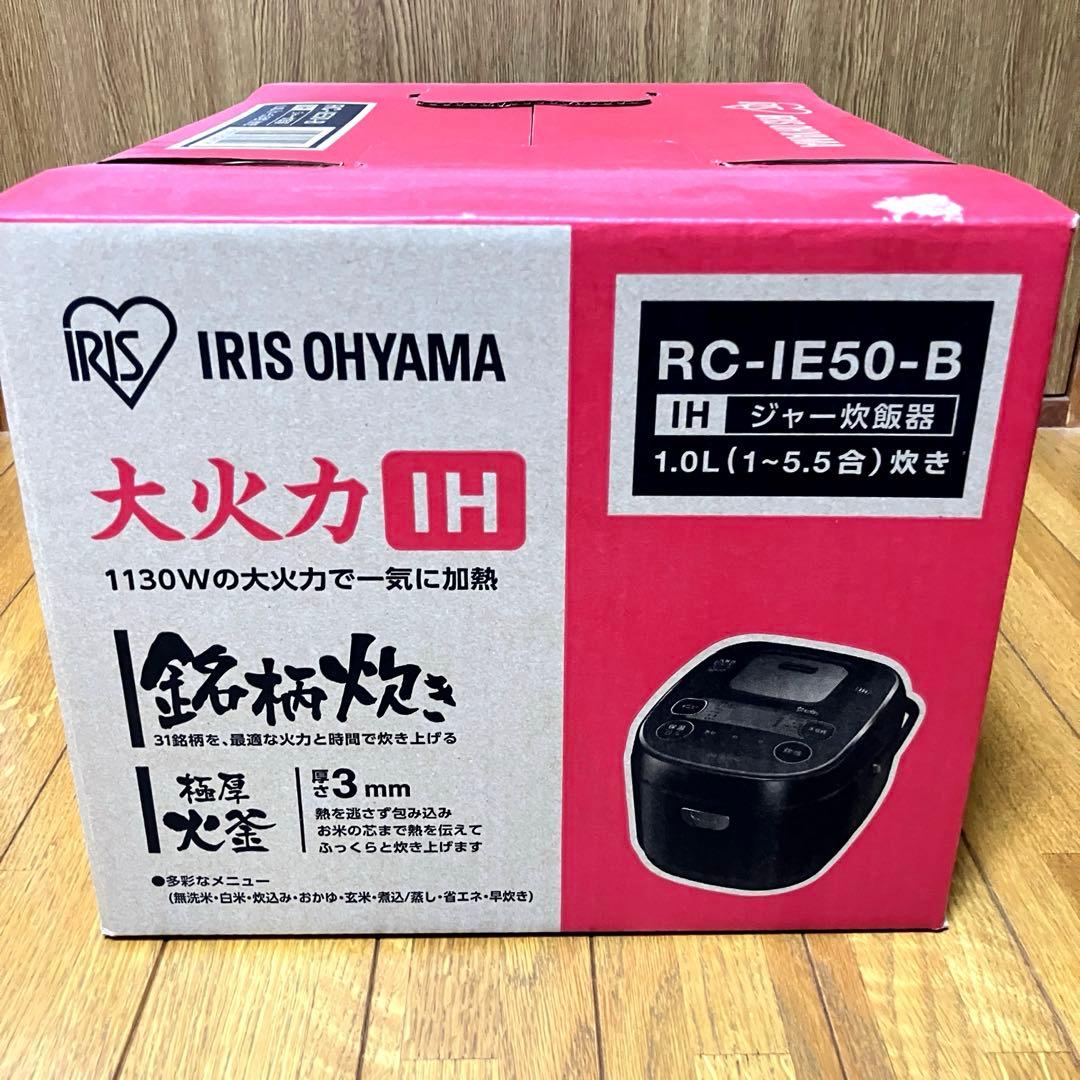 IRIS OHYAMA
RC-IE50-B
IRIS
IRIS OHYAMA
大火力 IH
1130Wの大火力で一気に加熱
銘柄炊き
31銘柄を、最適な火力と時間で炊き上げる
極厚
火釜
厚さ3mm
熱を逃さず包み込み
お米の芯まで熱を伝えて
ふっくらと炊き上げます
●多彩なメニュー
(無洗米・白米・炊込み・おかゆ・玄米・煮込/蒸し・省エネ・早炊き)
RC-IE50-B
IH ジャー炊飯器
1.0L(1~5.5合)炊き